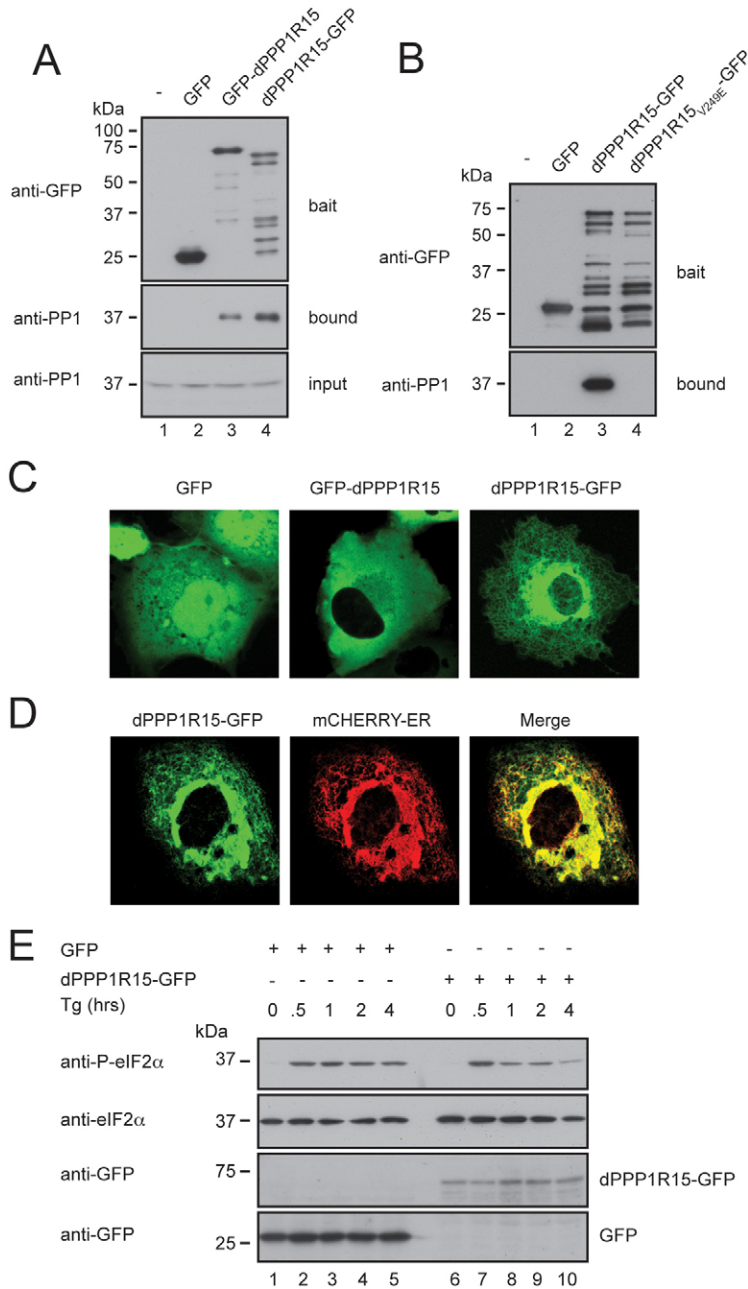 A
- GFP GFP-dPPP1R15 dPPP1R15-GFP
kDa
100
75
50
37
25
anti-GFP
bait
anti-PP1 37 bound
anti-PP1 37 input
1 2 3 4
B
- GFP dPPP1R15-GFP dPPP1R15V249E-GFP
kDa
75
50
37
25
anti-GFP
bait
anti-PP1 37 bound
1 2 3 4
C
GFP GFP-dPPP1R15 dPPP1R15-GFP
D
dPPP1R15-GFP mCHERRY-ER Merge
E
GFP + + + + + - - - - -
dPPP1R15-GFP - - - - - + + + + +
Tg (hrs) 0 .5 1 2 4 0 .5 1 2 4
kDa
anti-P-eIF2α 37
anti-eIF2α 37
anti-GFP 75 dPPP1R15-GFP
anti-GFP 25 GFP
1 2 3 4 5 6 7 8 9 10